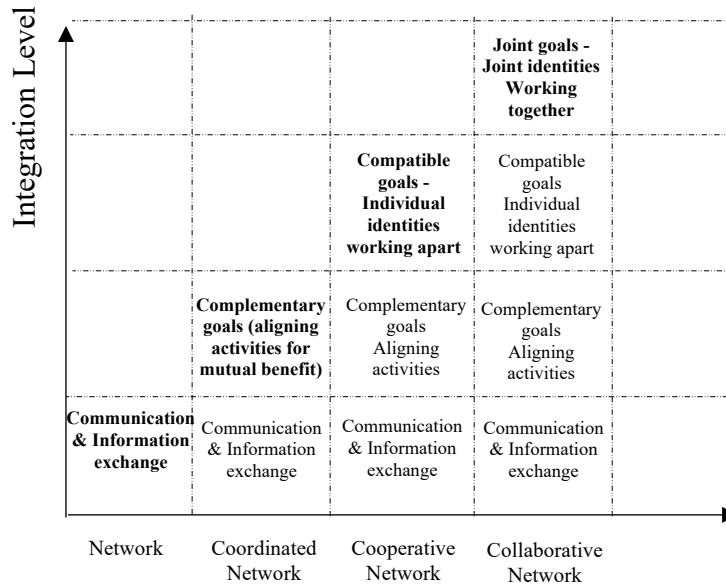 Integration Level
Joint goals -
Joint identities
Working
together
Compatible
goals -
Individual
identities
working apart
Compatible
goals
Individual
identities
working apart
Complementary
goals (aligning
activities for
mutual benefit)
Complementary
goals
Aligning
activities
Complementary
goals
Aligning
activities
Communication
& Information
exchange
Communication
& Information
exchange
Communication
& Information
exchange
Communication
& Information
exchange
Network
Coordinated
Network
Cooperative
Network
Collaborative
Network